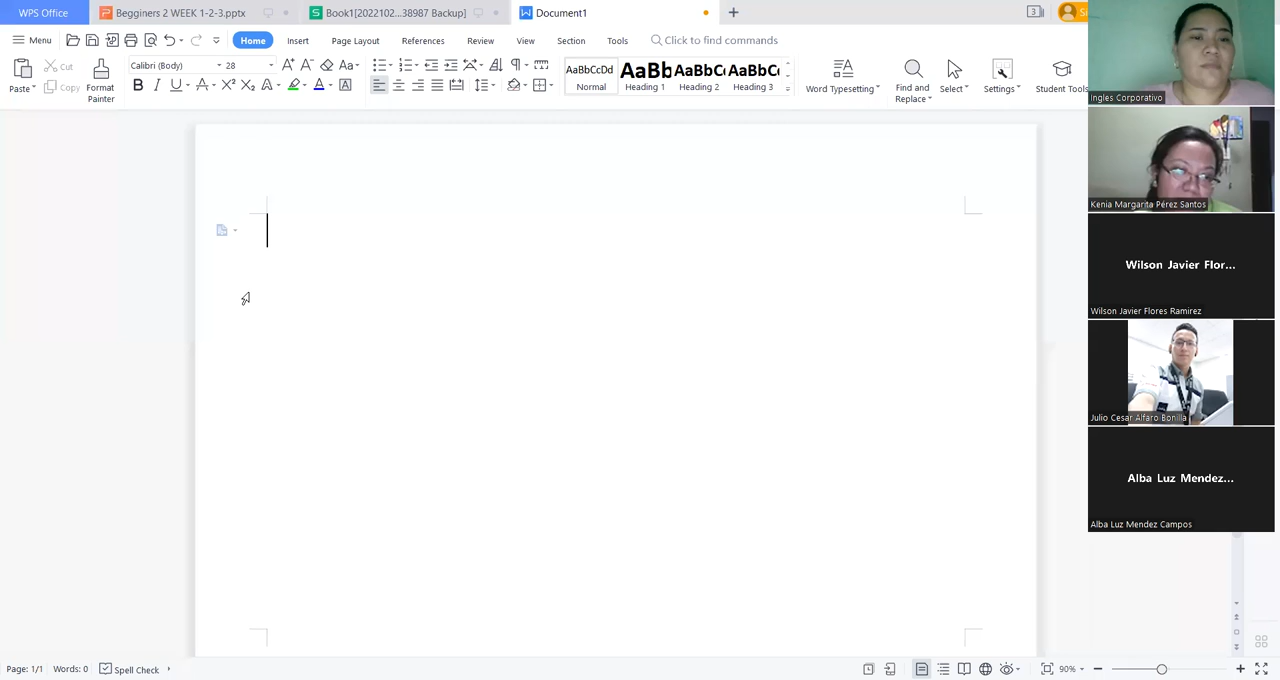 WPS Office
Begginers 2 WEEK 1-2-3.pptx
Book1[2022102...38987 Backup]
Document1
Menu
Home
Insert
Page Layout
References
Review
View
Section
Tools
Click to find commands
Paste
Cut
Copy
Format
Painter
Calibri (Body)
28
AaBbCcDd
Normal
AaBb
Heading 1
AaBbC
Heading 2
AaBbC
Heading 3
Word Typesetting
Find and
Replace
Select
Settings
Student Tools
Ingles Corporativo
Kenia Margarita Pérez Santos
Wilson Javier Flor...
Wilson Javier Flores Ramirez
Julio Cesar Alfaro Bonilla
Alba Luz Mendez...
Alba Luz Mendez Campos
Page: 1/1
Words: 0
Spell Check
90%